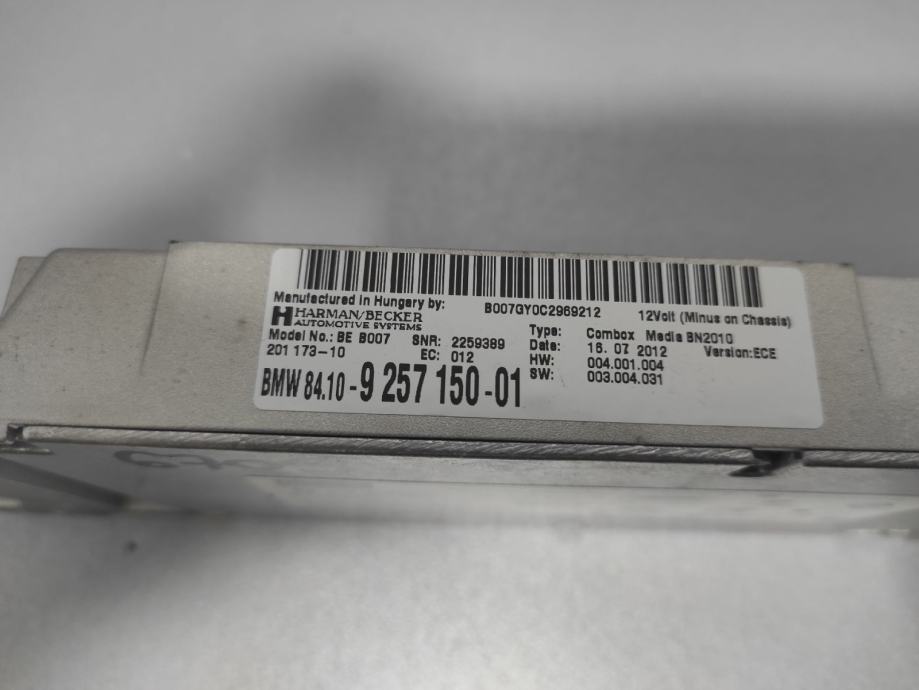 Manufactured in Hungary by:
B007GY0C2969212
12Volt (Minus on Chassis)
HARMAN/BECKER
AUTOMOTIVE SYSTEMS
Model No.: BE B007 SNR: 2259389
201 173-10 EC: 012
BMW 84.10-9 257 150-01
Type: Combox Media BN2010
Date: 18. 07 2012 Version:ECE
HW: 004.001.004
SW: 003.004.031